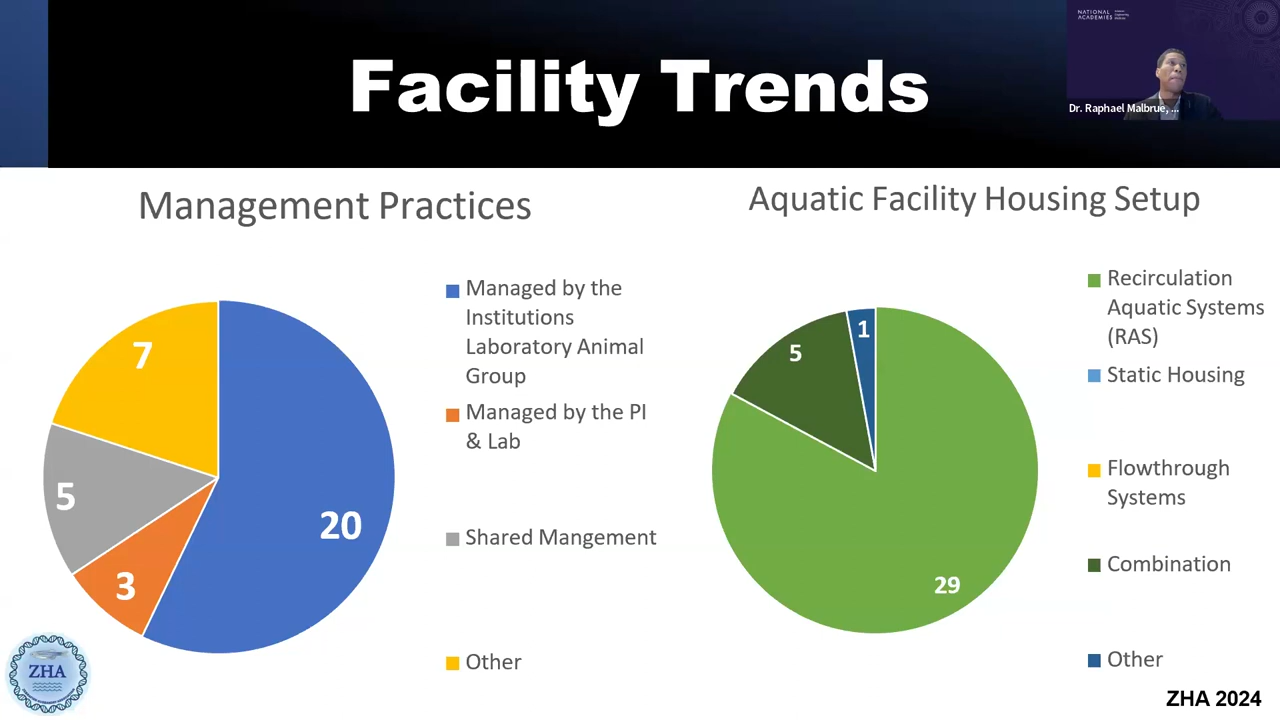 Facility Trends
NATIONAL
ACADEMIES
Dr. Raphael Malbrue, ...
Management Practices
7
5
3
20
Managed by the
Institutions
Laboratory Animal
Group
Managed by the PI
& Lab
Shared Mangement
Other
Aquatic Facility Housing Setup
1
5
29
Recirculation
Aquatic Systems
(RAS)
Static Housing
Flowthrough
Systems
Combination
Other
ZHA
ZHA 2024